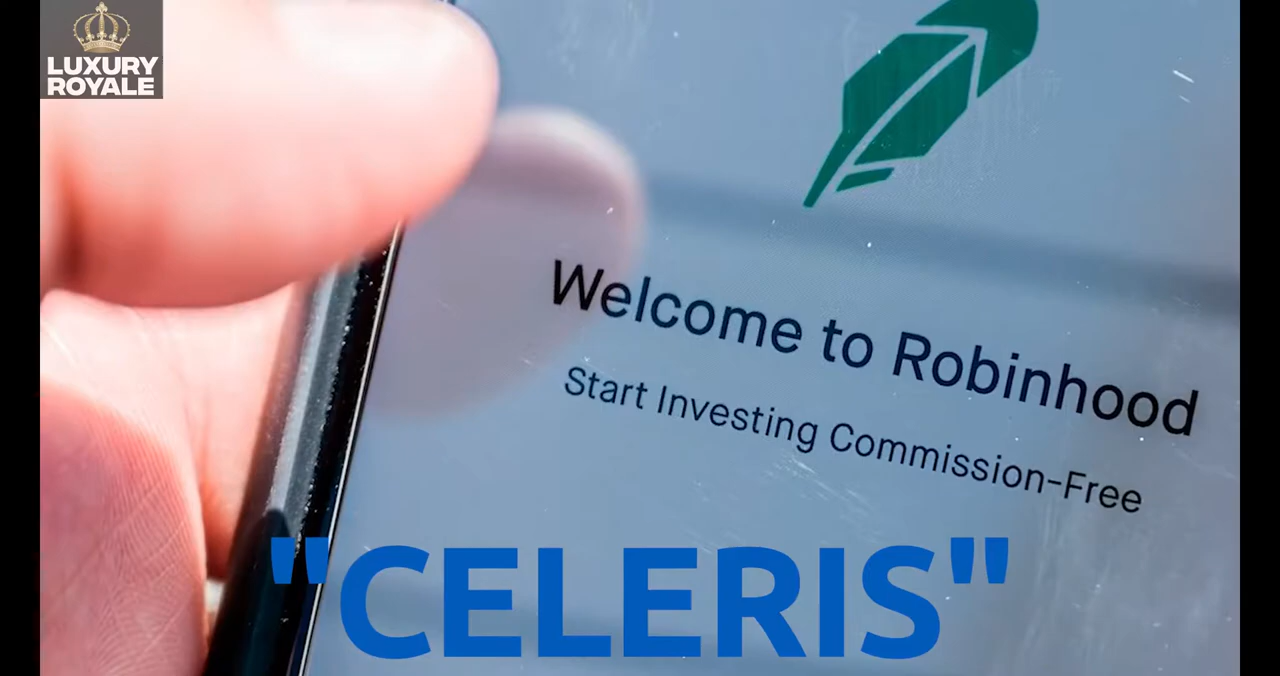 LUXURY
ROYALE
Welcome to Robinhood
Start Investing Commission-Free
"CELERIS"